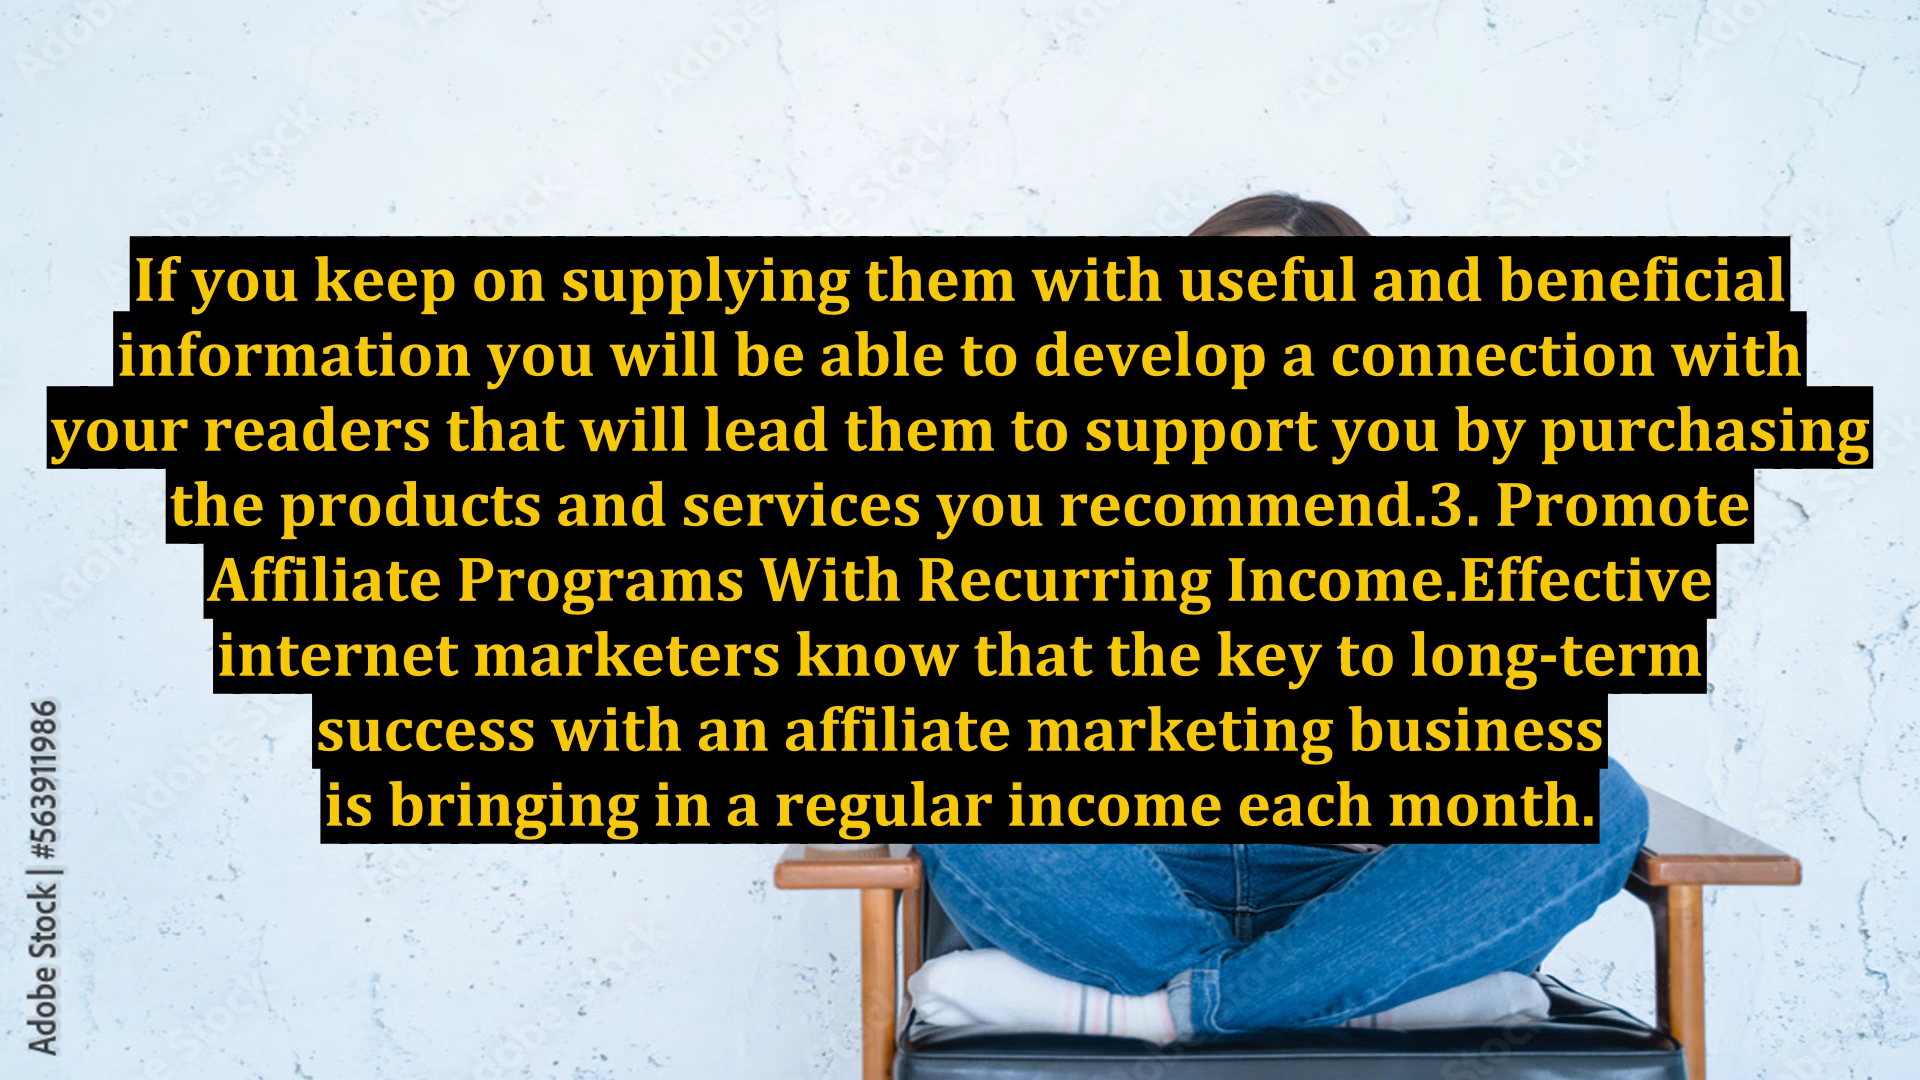 If you keep on supplying them with useful and beneficial
information you will be able to develop a connection with
your readers that will lead them to support you by purchasing
the products and services you recommend.3. Promote
Affiliate Programs With Recurring Income.Effective
internet marketers know that the key to long-term
success with an affiliate marketing business
is bringing in a regular income each month.
Adobe Stock | #563911986